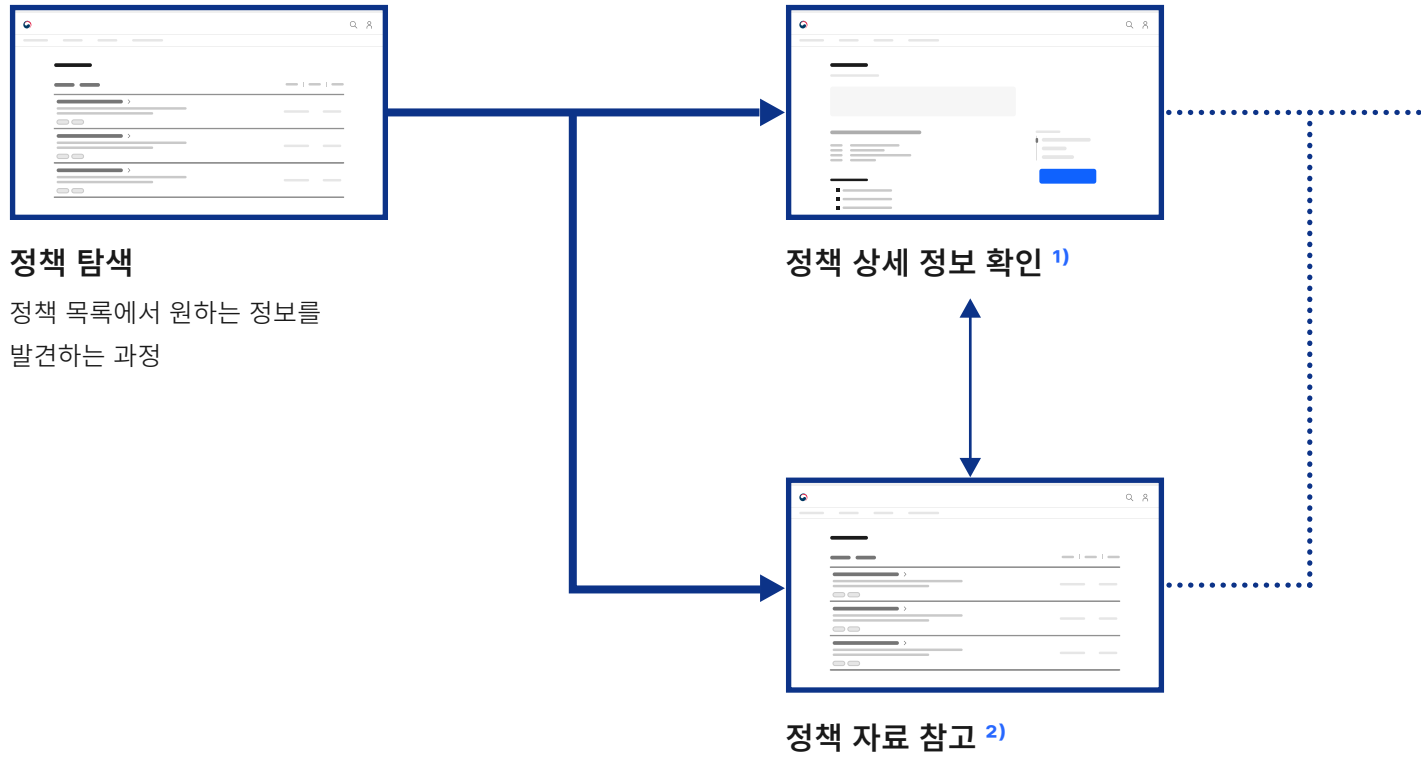 정책 탐색
정책 목록에서 원하는 정보를
발견하는 과정
정책 상세 정보 확인 1)
정책 자료 참고 2)